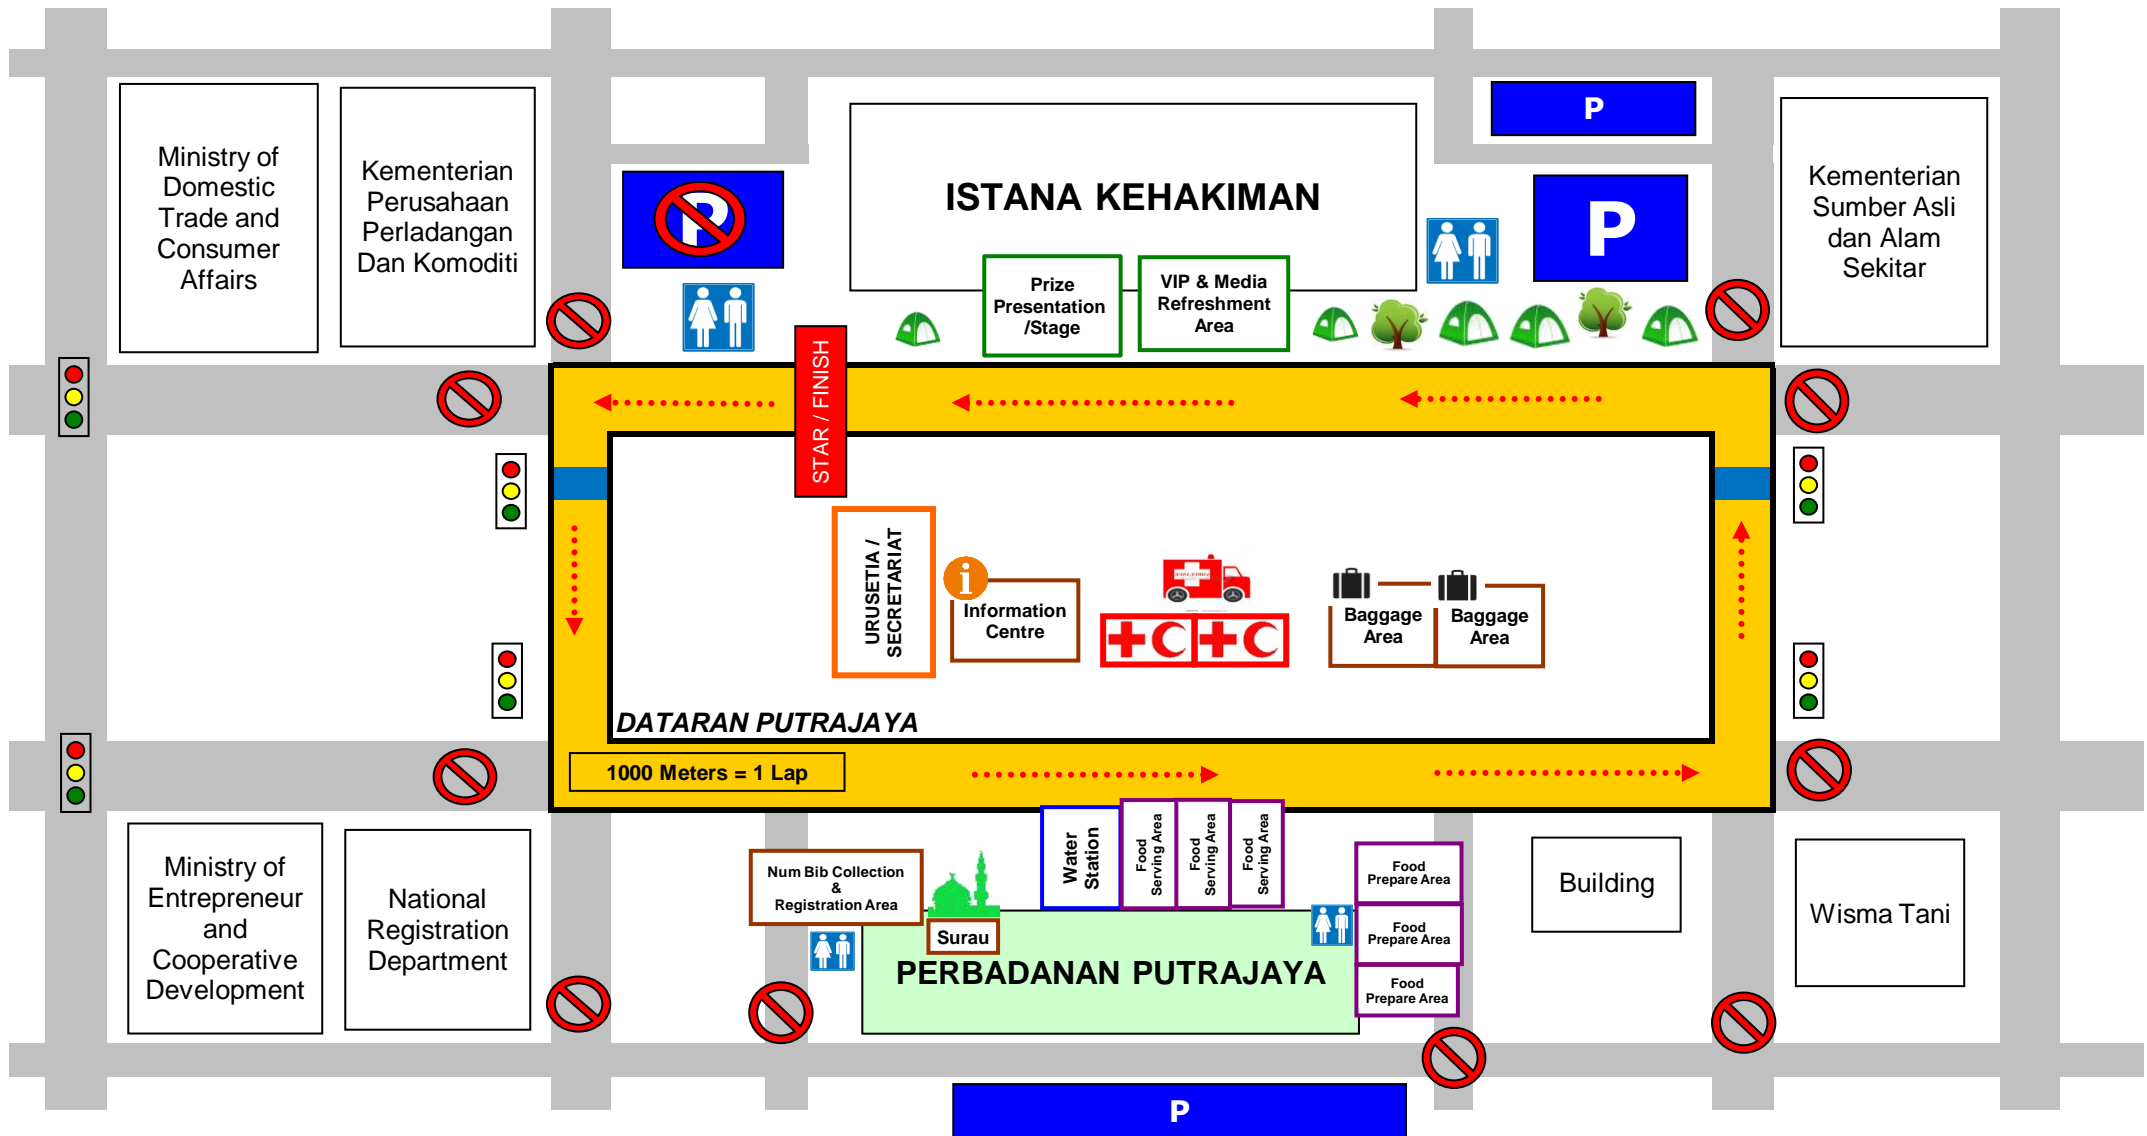 P
Ministry of
Domestic
Trade and
Consumer
Affairs
Kementerian
Perusahaan
Perladangan
Dan Komoditi
P
ISTANA KEHAKIMAN
P
Kementerian
Sumber Asli
dan Alam
Sekitar
Prize
Presentation
/Stage
VIP & Media
Refreshment
Area
STAR / FINISH
URUSETIA /
SECRETARIAT
i
Information
Centre
Baggage
Area
Baggage
Area
DATARAN PUTRAJAYA
1000 Meters = 1 Lap
Water
Station
Food
Serving Area
Food
Serving Area
Food
Serving Area
Ministry of
Entrepreneur
and
Cooperative
Development
National
Registration
Department
Num Bib Collection
&
Registration Area
Surau
PERBADANAN PUTRAJAYA
Food
Prepare Area
Food
Prepare Area
Food
Prepare Area
Building
Wisma Tani
P